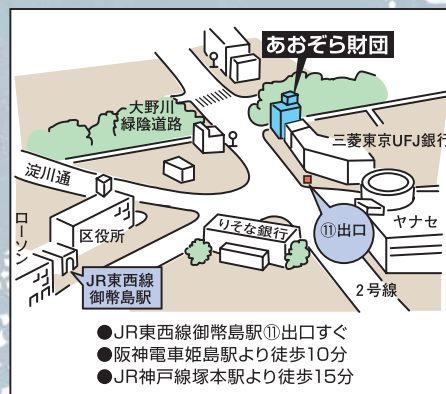 あおぞら財団
大野川
緑陰道路
三菱東京UFJ銀行
淀川通
ローソン
区役所
りそな銀行
⑪出口
ヤナセ
JR東西線
御幣島駅
2号線
●JR東西線御幣島駅⑪出口すぐ
●阪神電車姫島駅より徒歩10分
●JR神戸線塚本駅より徒歩15分